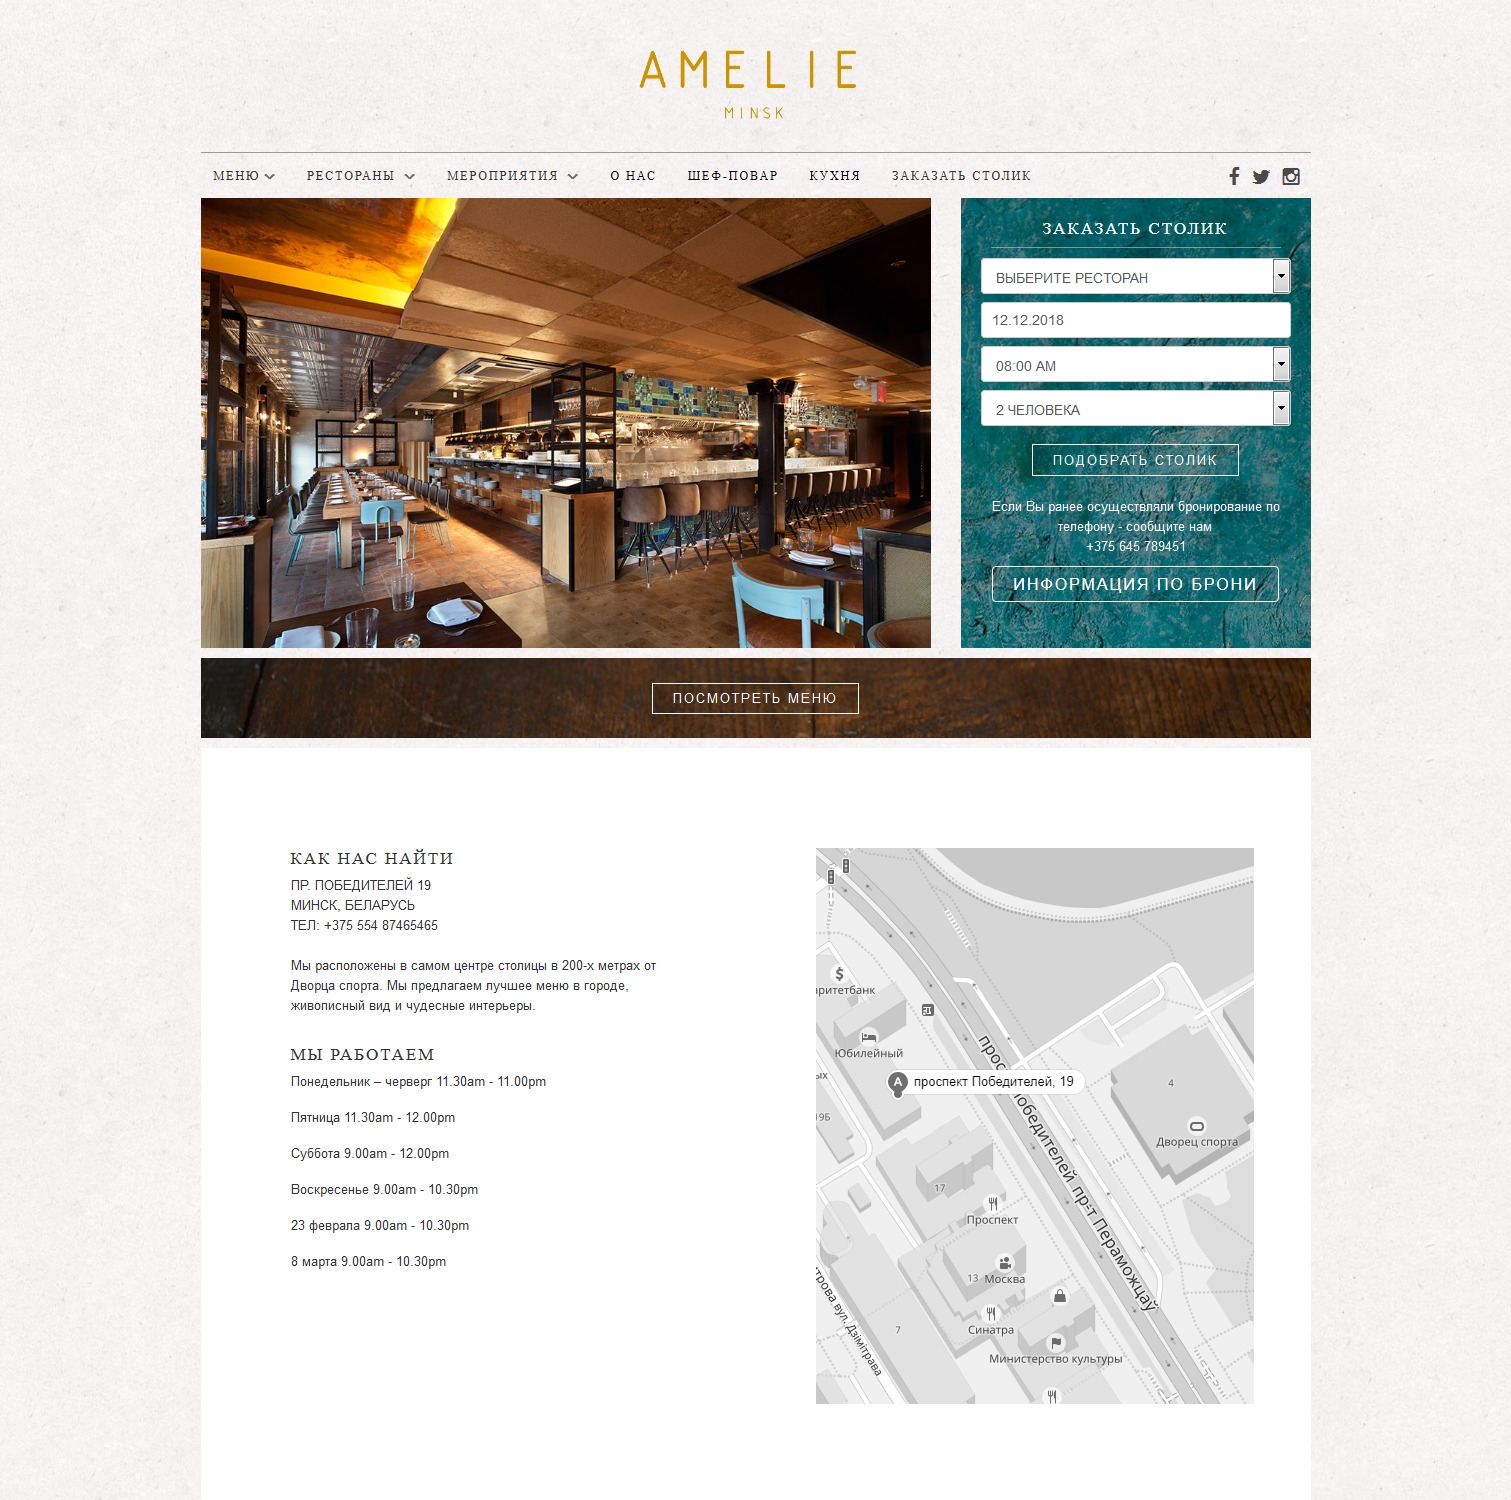 AMELIE
MINSK
МЕНЮ РЕСТОРАНЫ МЕРОПРИЯТИЯ О НАС ШЕФ-ПОВАР КУХНЯ ЗАКАЗАТЬ СТОЛИК
ЗАКАЗАТЬ СТОЛИК
ВЫБЕРИТЕ РЕСТОРАН
12.12.2018
08:00 AM
2 ЧЕЛОВЕКА
ПОДОБРАТЬ СТОЛИК
Если Вы ранее осуществляли бронирование по
телефону - сообщите нам
+375 645 789451
ИНФОРМАЦИЯ ПО БРОНИ
ПОСМОТРЕТЬ МЕНЮ
КАК НАС НАЙТИ
ПР. ПОБЕДИТЕЛЕЙ 19
МИНСК, БЕЛАРУСЬ
ТЕЛ: +375 554 87465465
Мы расположены в самом центре столицы в 200-х метрах от
Дворца спорта. Мы предлагаем лучшее меню в городе,
живописный вид и чудесные интерьеры.
МЫ РАБОТАЕМ
Понедельник – черверг 11.30am - 11.00pm
Пятница 11.30am - 12.00pm
Суббота 9.00am - 12.00pm
Воскресенье 9.00am - 10.30pm
23 февраля 9.00am - 10.30pm
8 марта 9.00am - 10.30pm
аритетбанк
Юбилейный
ых
A проспект Победителей, 19
прос
победителей пр-т Пераможцаў
4
19Б
Дворец спорта
17
Проспект
13 Москва
Синатра
7
Министерство культуры
трова вул. Дзімітрава